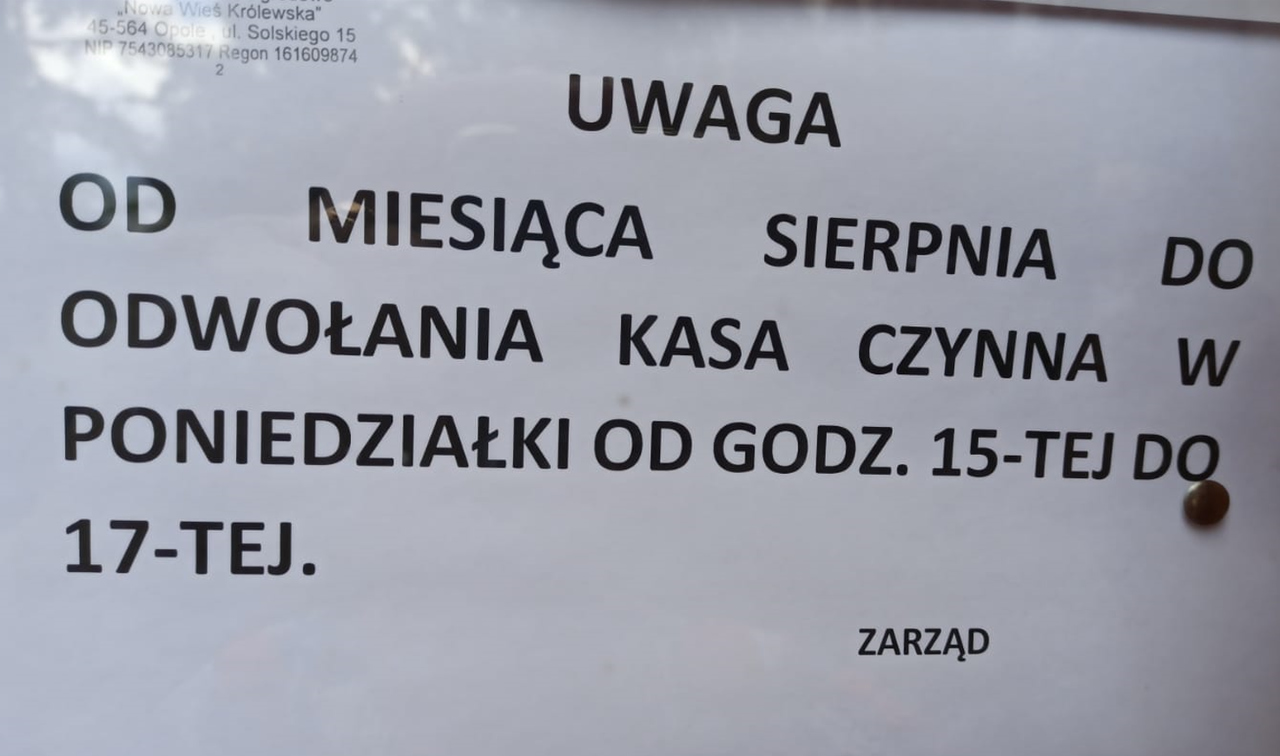 „Nowa Wieś Królewska"
45-564 Opole , ul. Solskiego 15
NIP 7543085317 Regon 161609874
2
UWAGA
OD MIESIĄCA SIERPNIA DO
ODWOŁANIA KASA CZYNNA W
PONIEDZIAŁKI OD GODZ. 15-TEJ DO
17-TEJ.
ZARZĄD